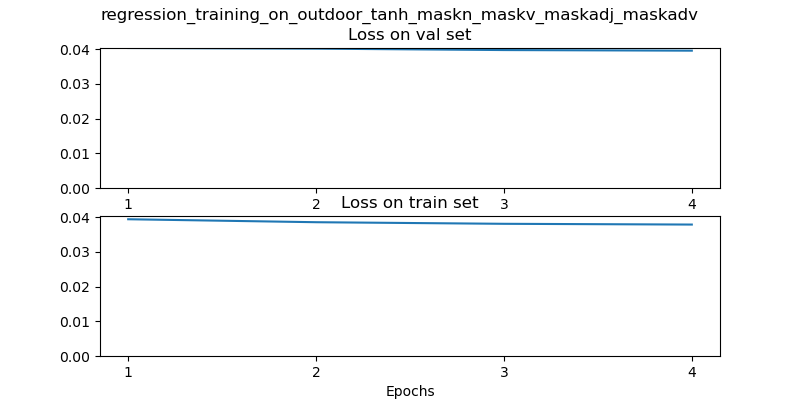 regression_training_on_outdoor_tanh_maskn_maskv_maskadj_maskadv
Loss on val set
0.04
0.03
0.02
0.01
0.00
1 2 3 4
Loss on train set
0.04
0.03
0.02
0.01
0.00
1 2 3 4
Epochs